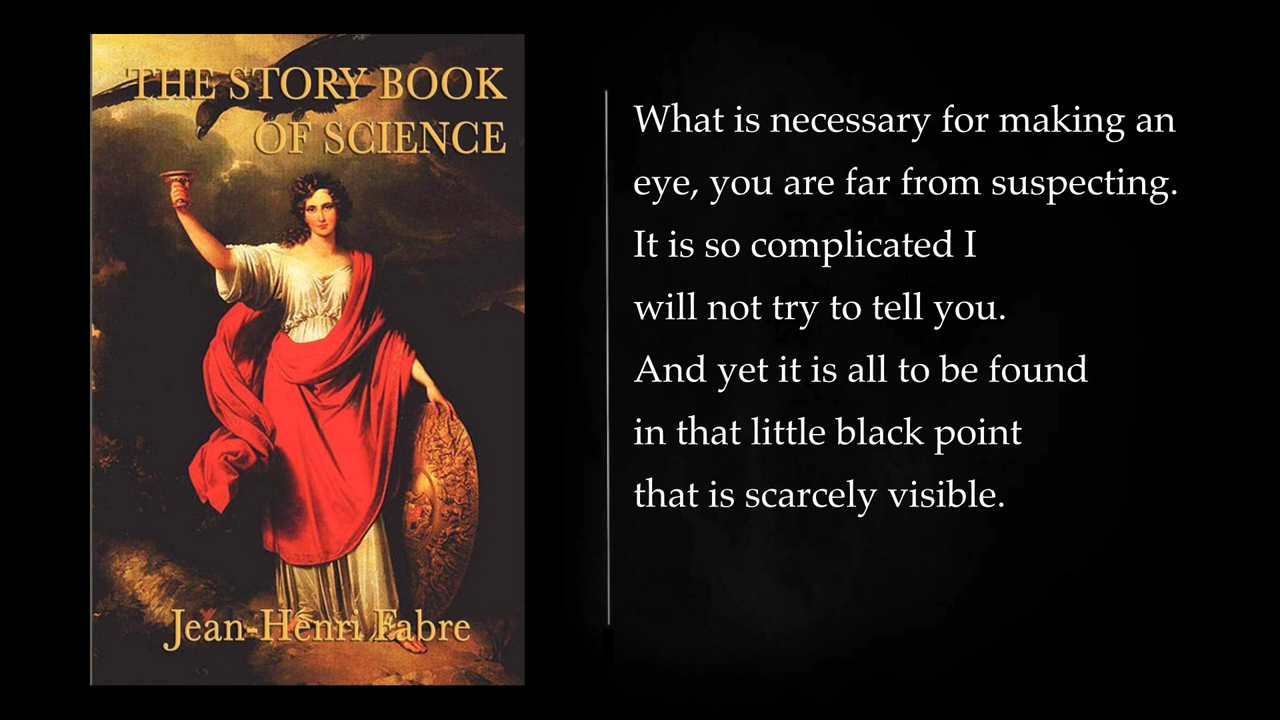 THE STORY BOOK
OF SCIENCE
Jean-Henri Fabre
What is necessary for making an
eye, you are far from suspecting.
It is so complicated I
will not try to tell you.
And yet it is all to be found
in that little black point
that is scarcely visible.